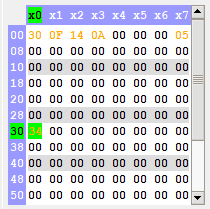 x0 x1 x2 x3 x4 x5 x6 x7
00 30 0F 14 0A 00 00 00 05
08 00 00 00 00 00 00 00 00
10 00 00 00 00 00 00 00 00
18 00 00 00 00 00 00 00 00
20 00 00 00 00 00 00 00 00
28 00 00 00 00 00 00 00 00
30 34 00 00 00 00 00 00 00
38 00 00 00 00 00 00 00 00
40 00 00 00 00 00 00 00 00
48 00 00 00 00 00 00 00 00
50 00 00 00 00 00 00 00 00